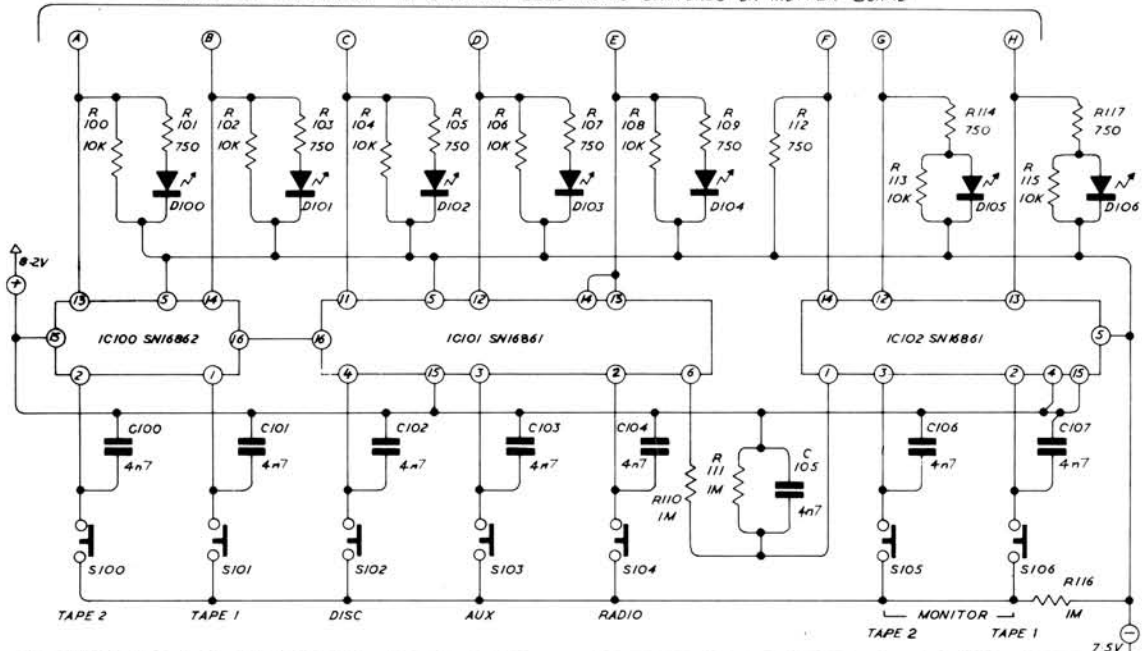 A B C D E F G H
R 100 10K
R 101 750
R 102 10K
R 103 750
R 104 10K
R 105 750
R 106 10K
R 107 750
R 108 10K
R 109 750
R 112 750
R114 750
R 113 10K
R117 750
R 115 10K
D100 D101 D102 D103 D104 D105 D106
8·2V
+
13 5 14 11 5 12 14 13 14 12 13
15 IC100 SN16862 16 16 IC101 SN16861 IC102 SN16861 5
2 1 4 15 3 2 6 1 3 2 4 15
C100 4n7
C101 4n7
C102 4n7
C103 4n7
C104 4n7
R110 1M
R 111 1M
C 105 4n7
C106 4n7
C107 4n7
S100 S101 S102 S103 S104 S105 S106
R116 1M
TAPE 2 TAPE 1 DISC AUX RADIO MONITOR
TAPE 2 TAPE 1
7·5V